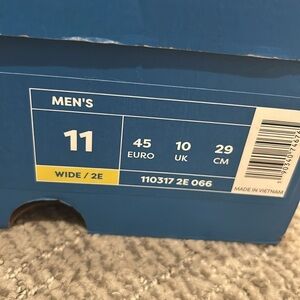 MEN'S
11
45 10 29
EURO UK CM
WIDE / 2E
110317 2E 066
MADE IN VIETNAM